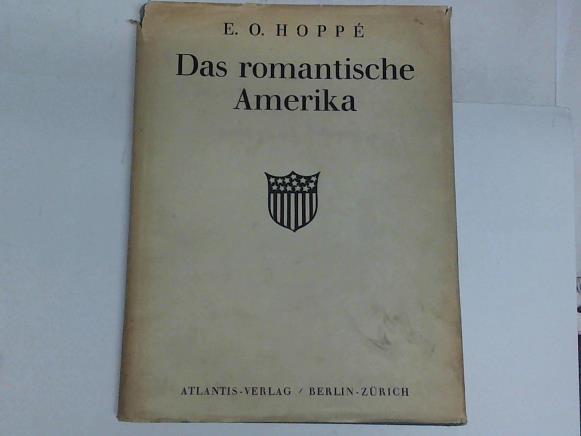 E. O. HOPPÉ
Das romantische
Amerika
ATLANTIS-VERLAG / BERLIN-ZÜRICH